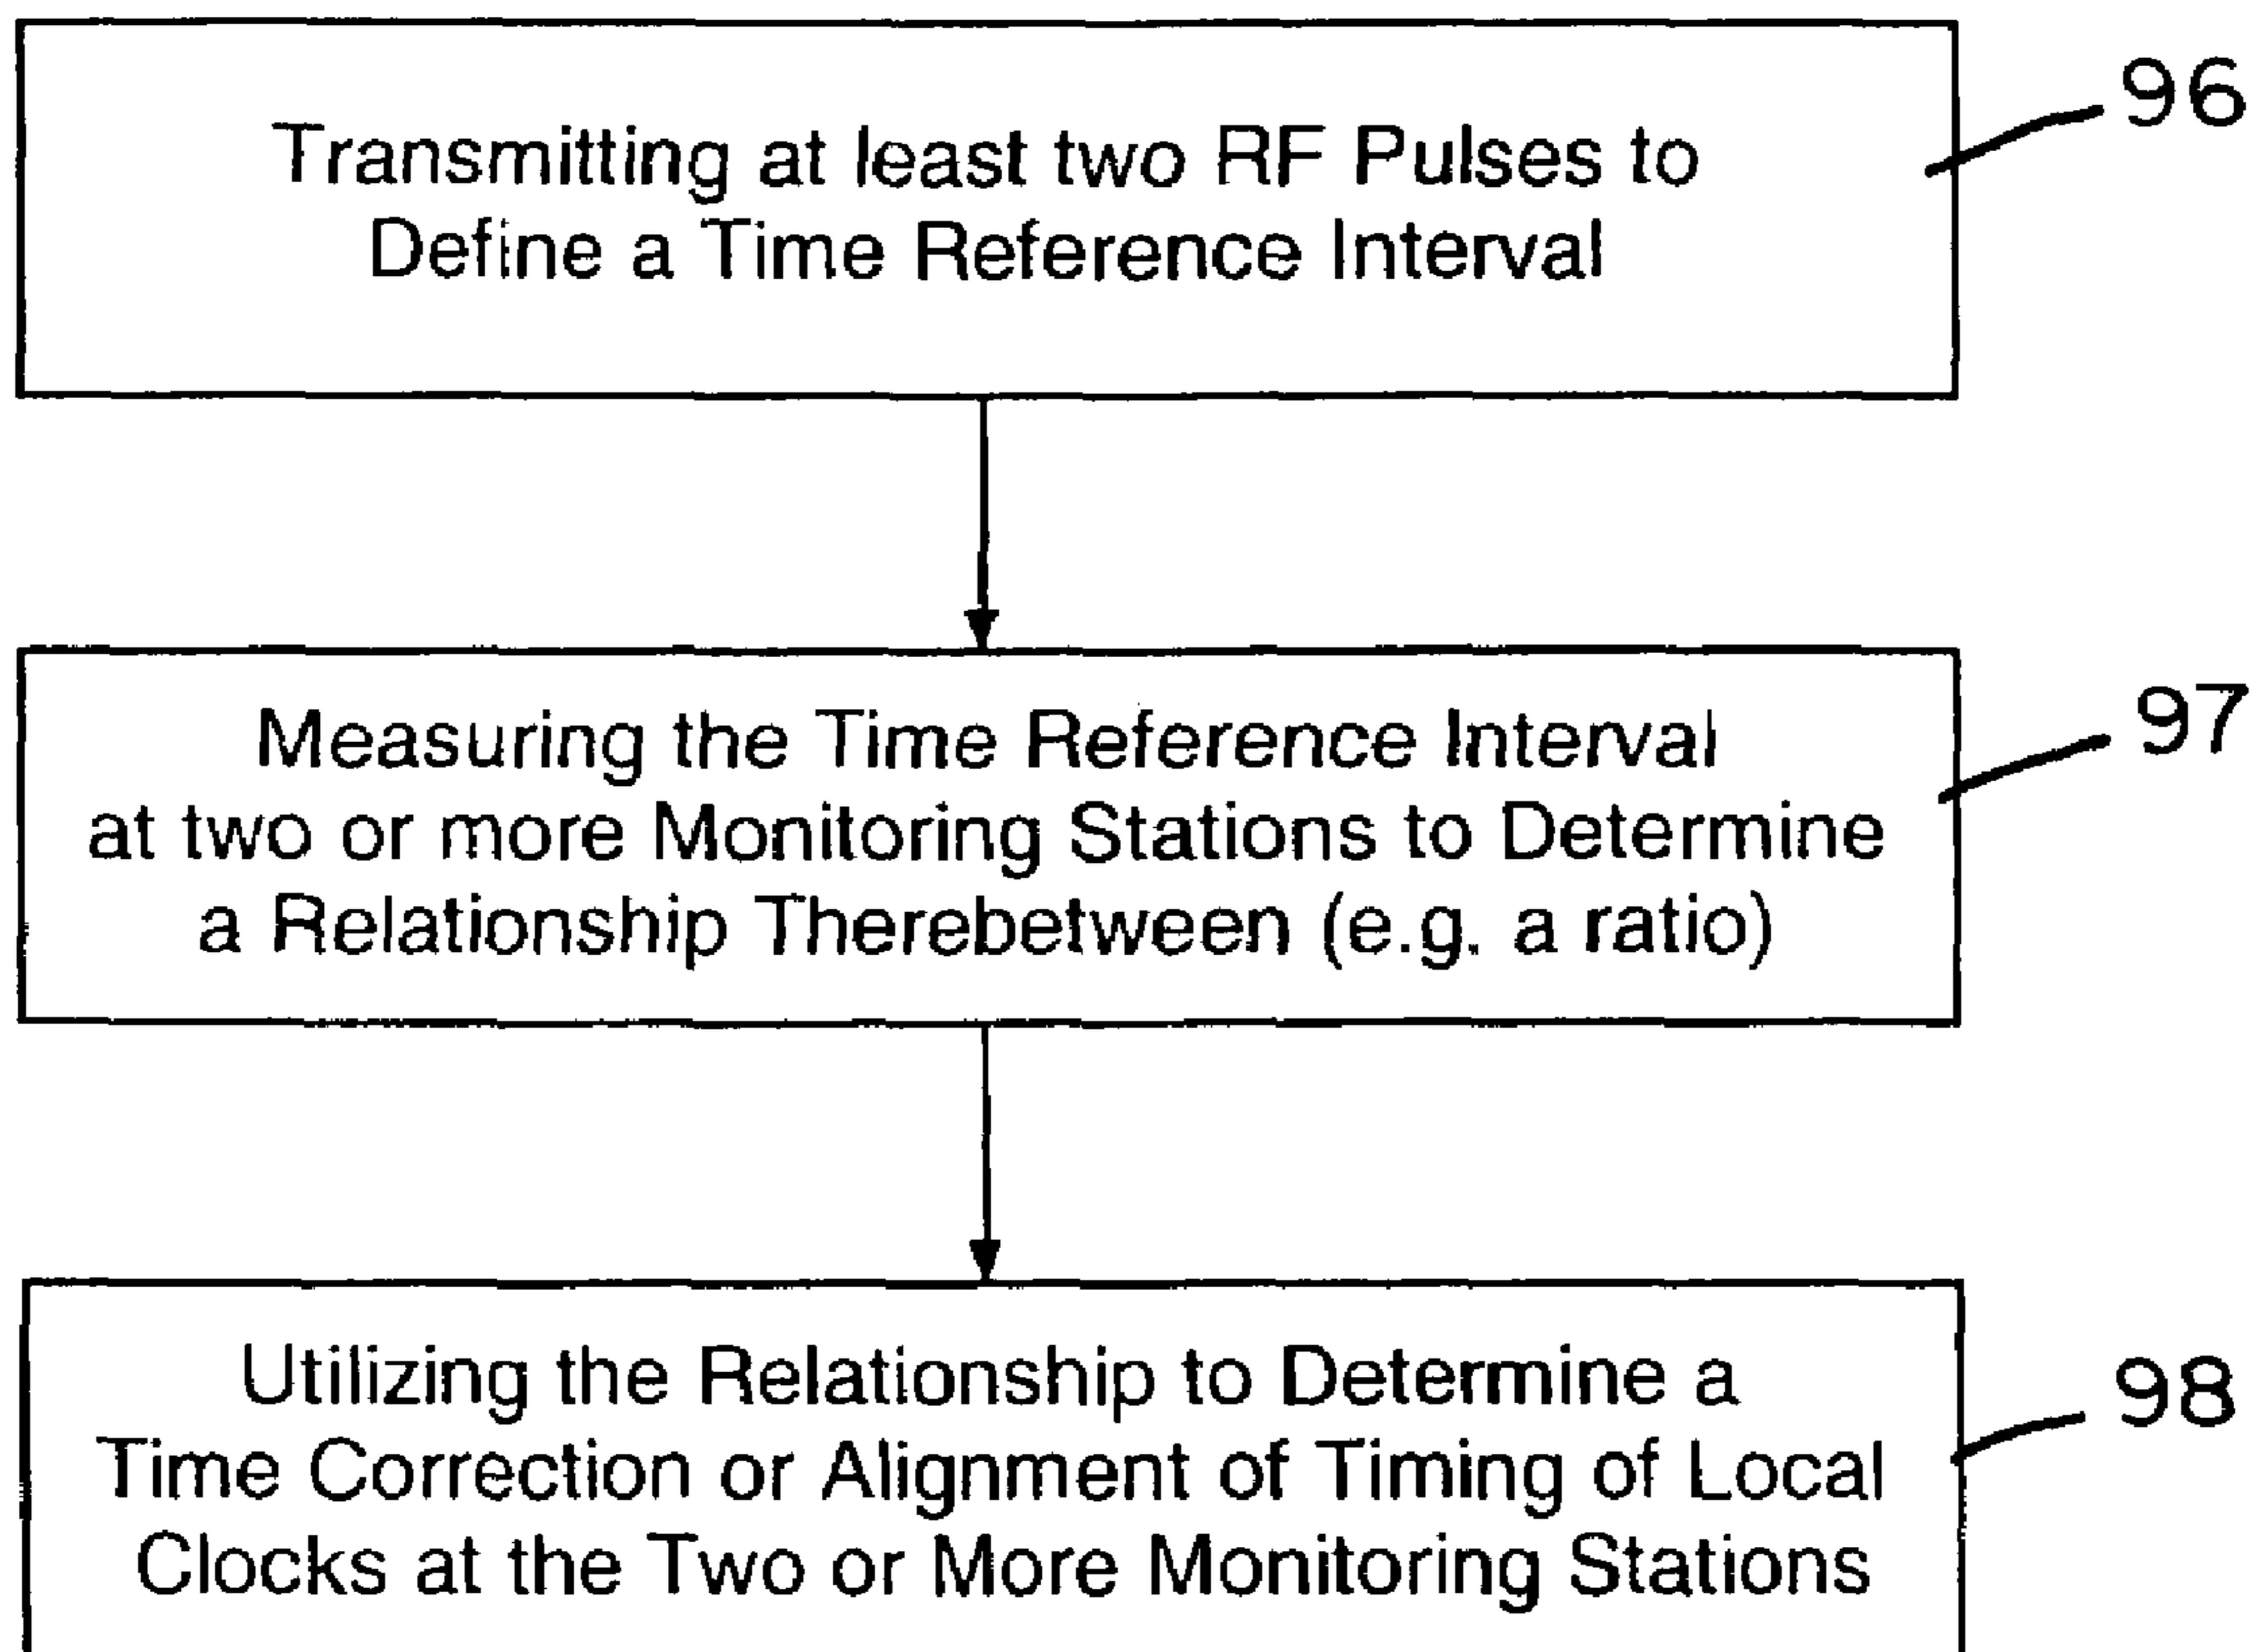 Transmitting at least two RF Pulses to
Define a Time Reference Interval
96
Measuring the Time Reference Interval
at two or more Monitoring Stations to Determine
a Relationship Therebetween (e.g. a ratio)
97
Utilizing the Relationship to Determine a
Time Correction or Alignment of Timing of Local
Clocks at the Two or More Monitoring Stations
98